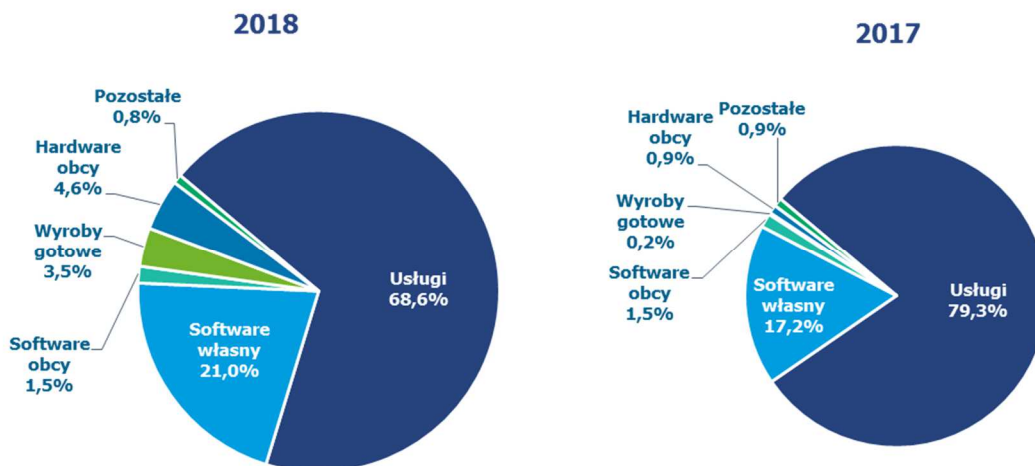 2018
Pozostałe
0,8%
Hardware
obcy
4,6%
Wyroby
gotowe
3,5%
Software
obcy
1,5%
Software
własny
21,0%
Usługi
68,6%
2017
Pozostałe
0,9%
Hardware
obcy
0,9%
Wyroby
gotowe
0,2%
Software
obcy
1,5%
Software
własny
17,2%
Usługi
79,3%